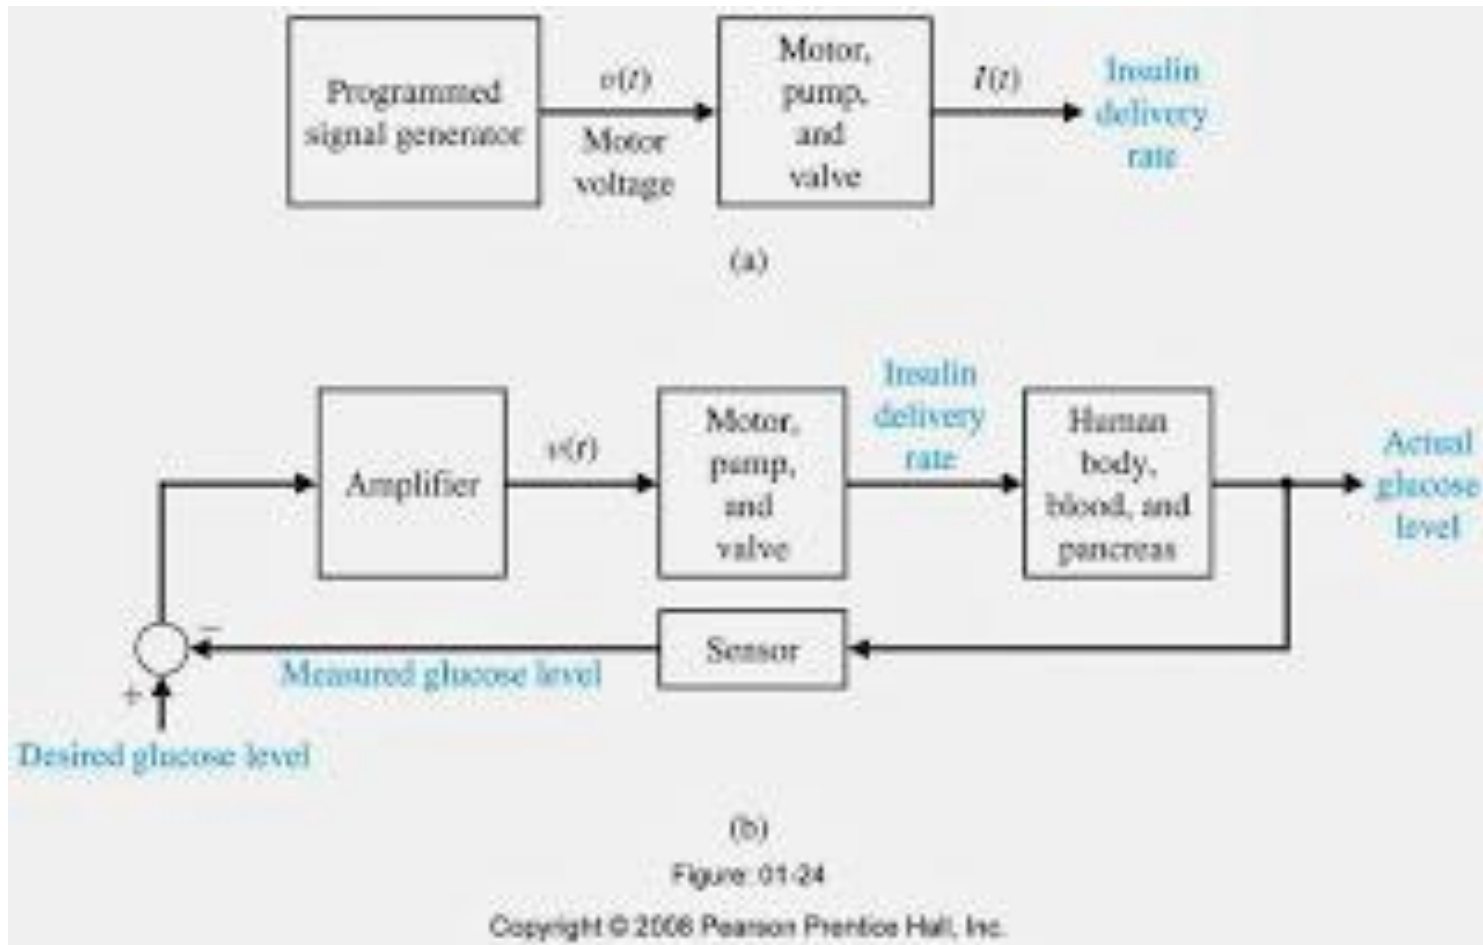 Programmed
signal generator
v(t)
Motor
voltage
Motor,
pump,
and
valve
I(t)
Insulin
delivery
rate
(a)
Amplifier
v(t)
Motor,
pump,
and
valve
Insulin
delivery
rate
Human
body,
blood, and
pancreas
Actual
glucose
level
Sensor
−
Measured glucose level
+
Desired glucose level
(b)
Figure: 01-24
Copyright © 2008 Pearson Prentice Hall, Inc.